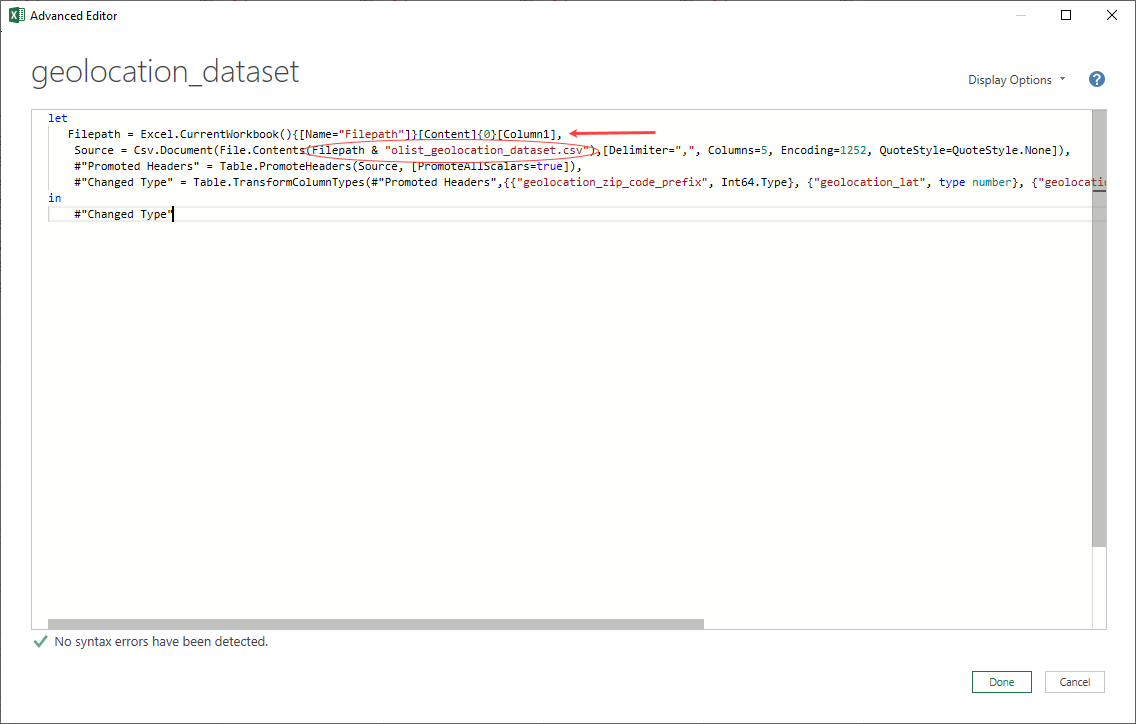 Advanced Editor
geolocation_dataset
Display Options
?
let
Filepath = Excel.CurrentWorkbook(){[Name="Filepath"]}[Content]{0}[Column1],
Source = Csv.Document(File.Contents(Filepath & "olist_geolocation_dataset.csv"),[Delimiter=",", Columns=5, Encoding=1252, QuoteStyle=QuoteStyle.None]),
#"Promoted Headers" = Table.PromoteHeaders(Source, [PromoteAllScalars=true]),
#"Changed Type" = Table.TransformColumnTypes(#"Promoted Headers",{{"geolocation_zip_code_prefix", Int64.Type}, {"geolocation_lat", type number}, {"geolocati
in
#"Changed Type"
No syntax errors have been detected.
Done
Cancel